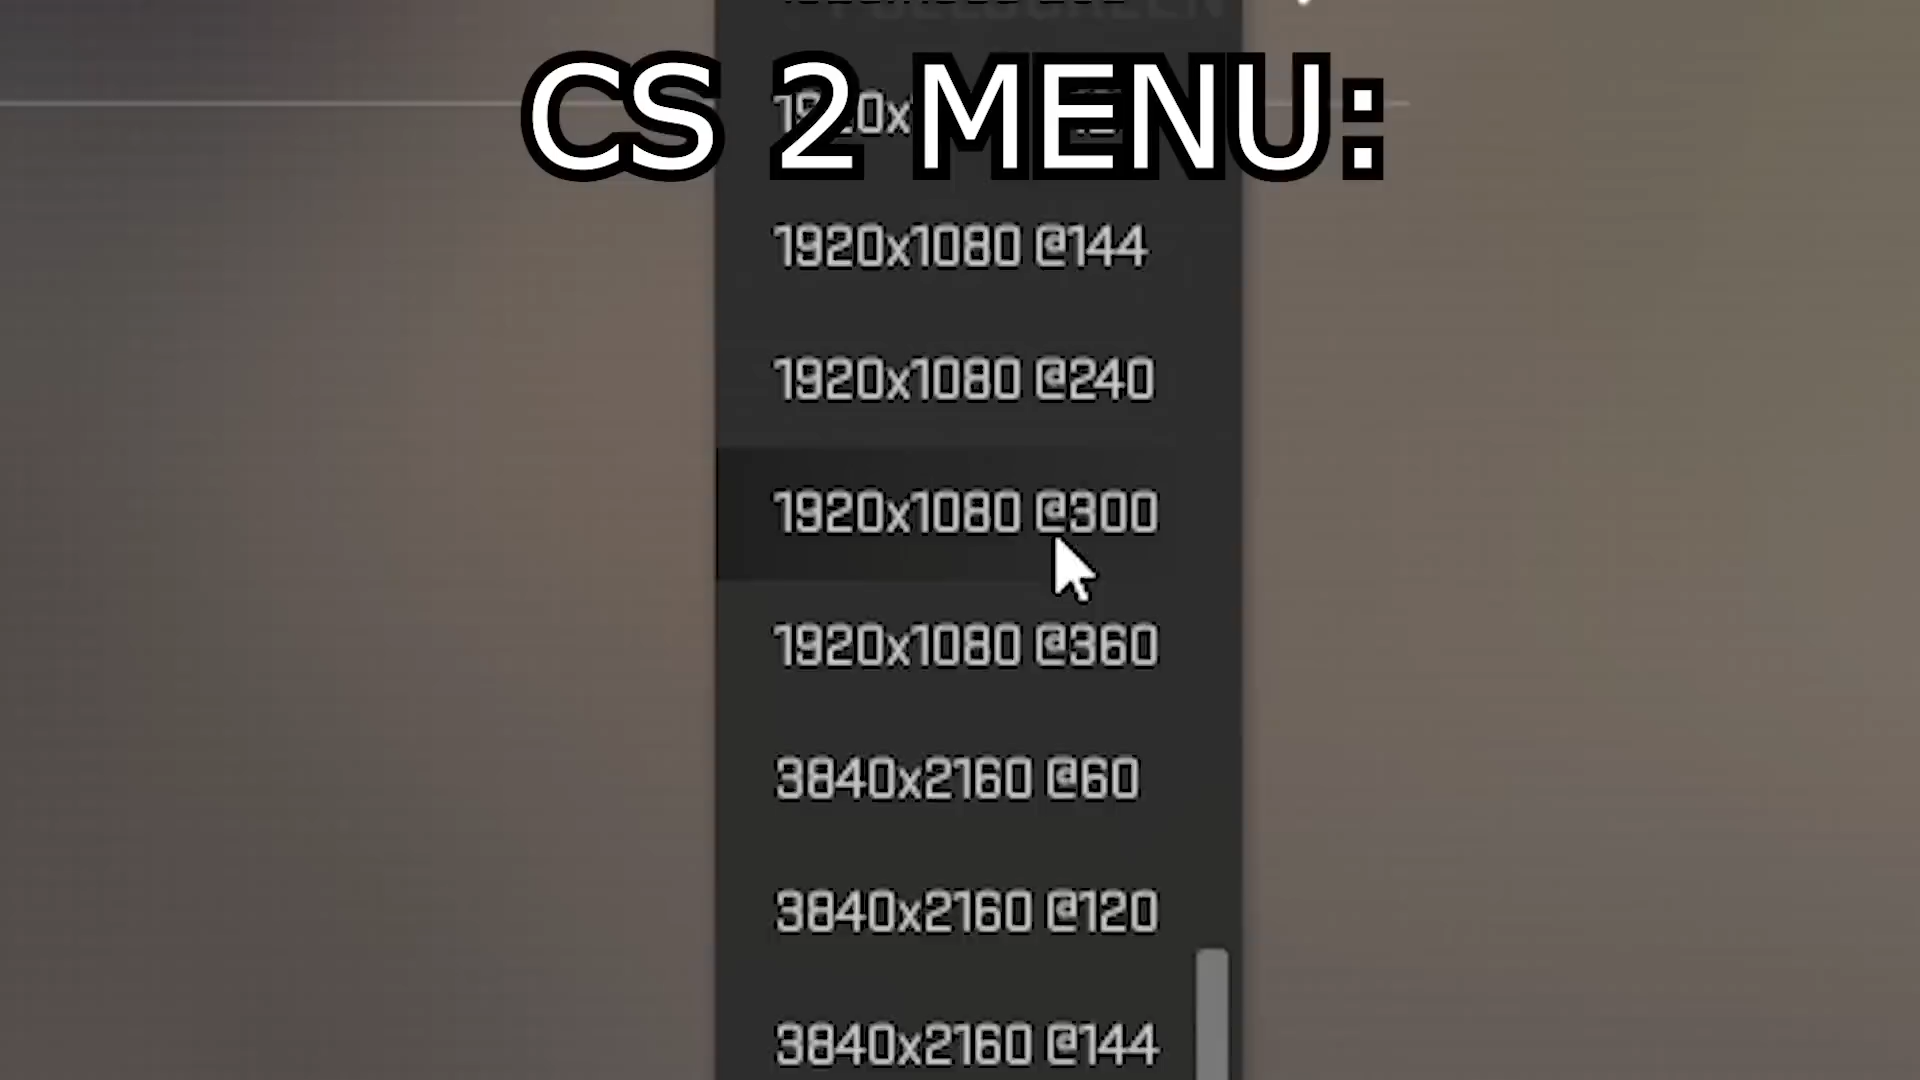 CS 2 MENU:
1920x1080 @144
1920x1080 @240
1920x1080 @300
1920x1080 @360
3840x2160 @60
3840x2160 @120
3840x2160 @144